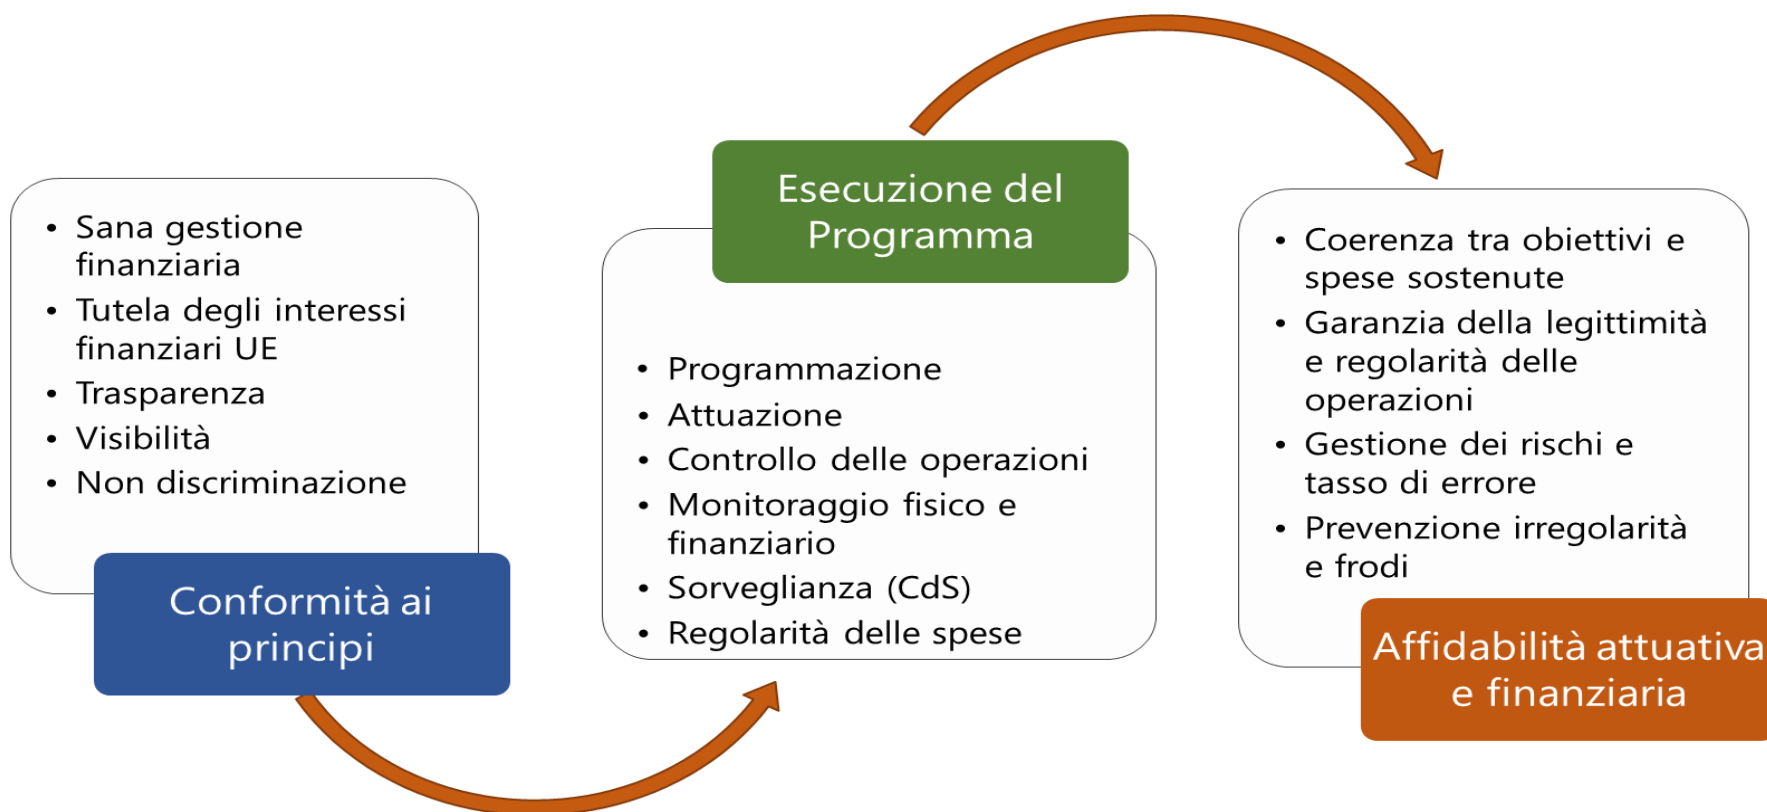 • Sana gestione
finanziaria
• Tutela degli interessi
finanziari UE
• Trasparenza
• Visibilità
• Non discriminazione
Conformità ai
principi
Esecuzione del
Programma
• Programmazione
• Attuazione
• Controllo delle operazioni
• Monitoraggio fisico e
finanziario
• Sorveglianza (CdS)
• Regolarità delle spese
• Coerenza tra obiettivi e
spese sostenute
• Garanzia della legittimità
e regolarità delle
operazioni
• Gestione dei rischi e
tasso di errore
• Prevenzione irregolarità
e frodi
Affidabilità attuativa
e finanziaria